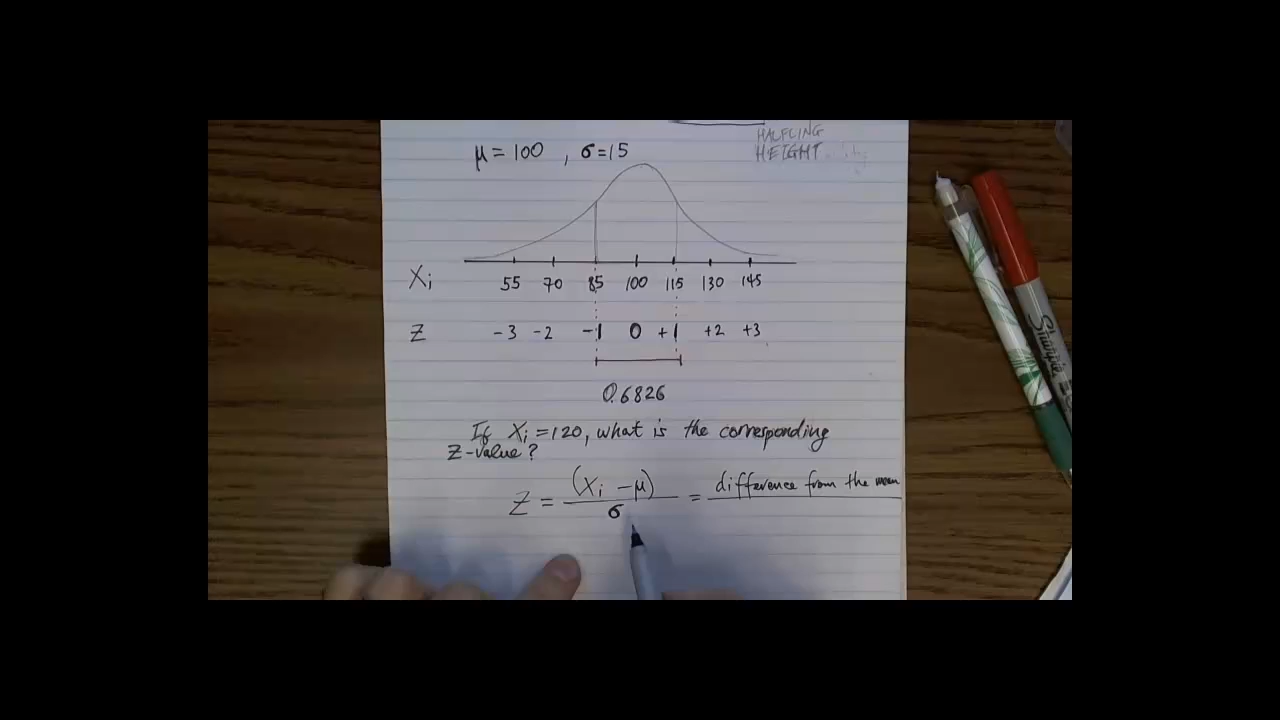 HALFLING
HEIGHT
μ = 100 , σ = 15
Xi 55 70 85 100 115 130 145
Z -3 -2 -1 0 +1 +2 +3
0.6826
If Xi = 120, what is the corresponding
Z-value?
Z = (Xi - μ) / σ = difference from the mean
Sharpie